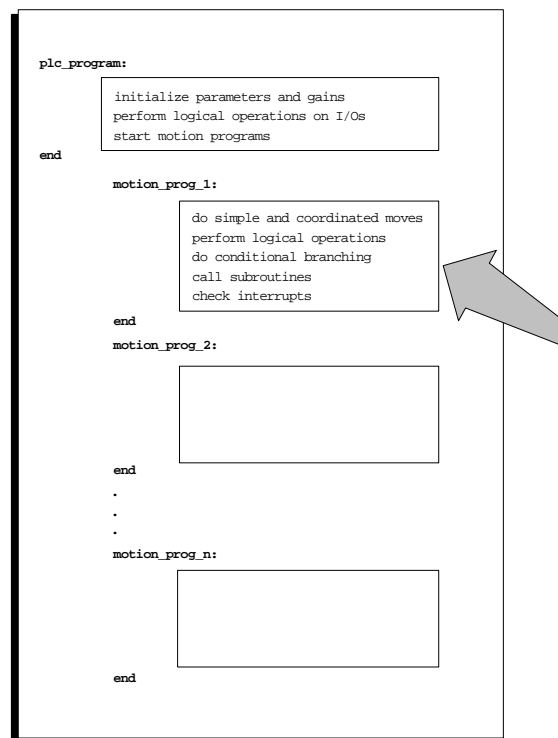 plc_program:
initialize parameters and gains
perform logical operations on I/Os
start motion programs
end
motion_prog_1:
do simple and coordinated moves
perform logical operations
do conditional branching
call subroutines
check interrupts
end
motion_prog_2:
end
.
.
.
motion_prog_n:
end